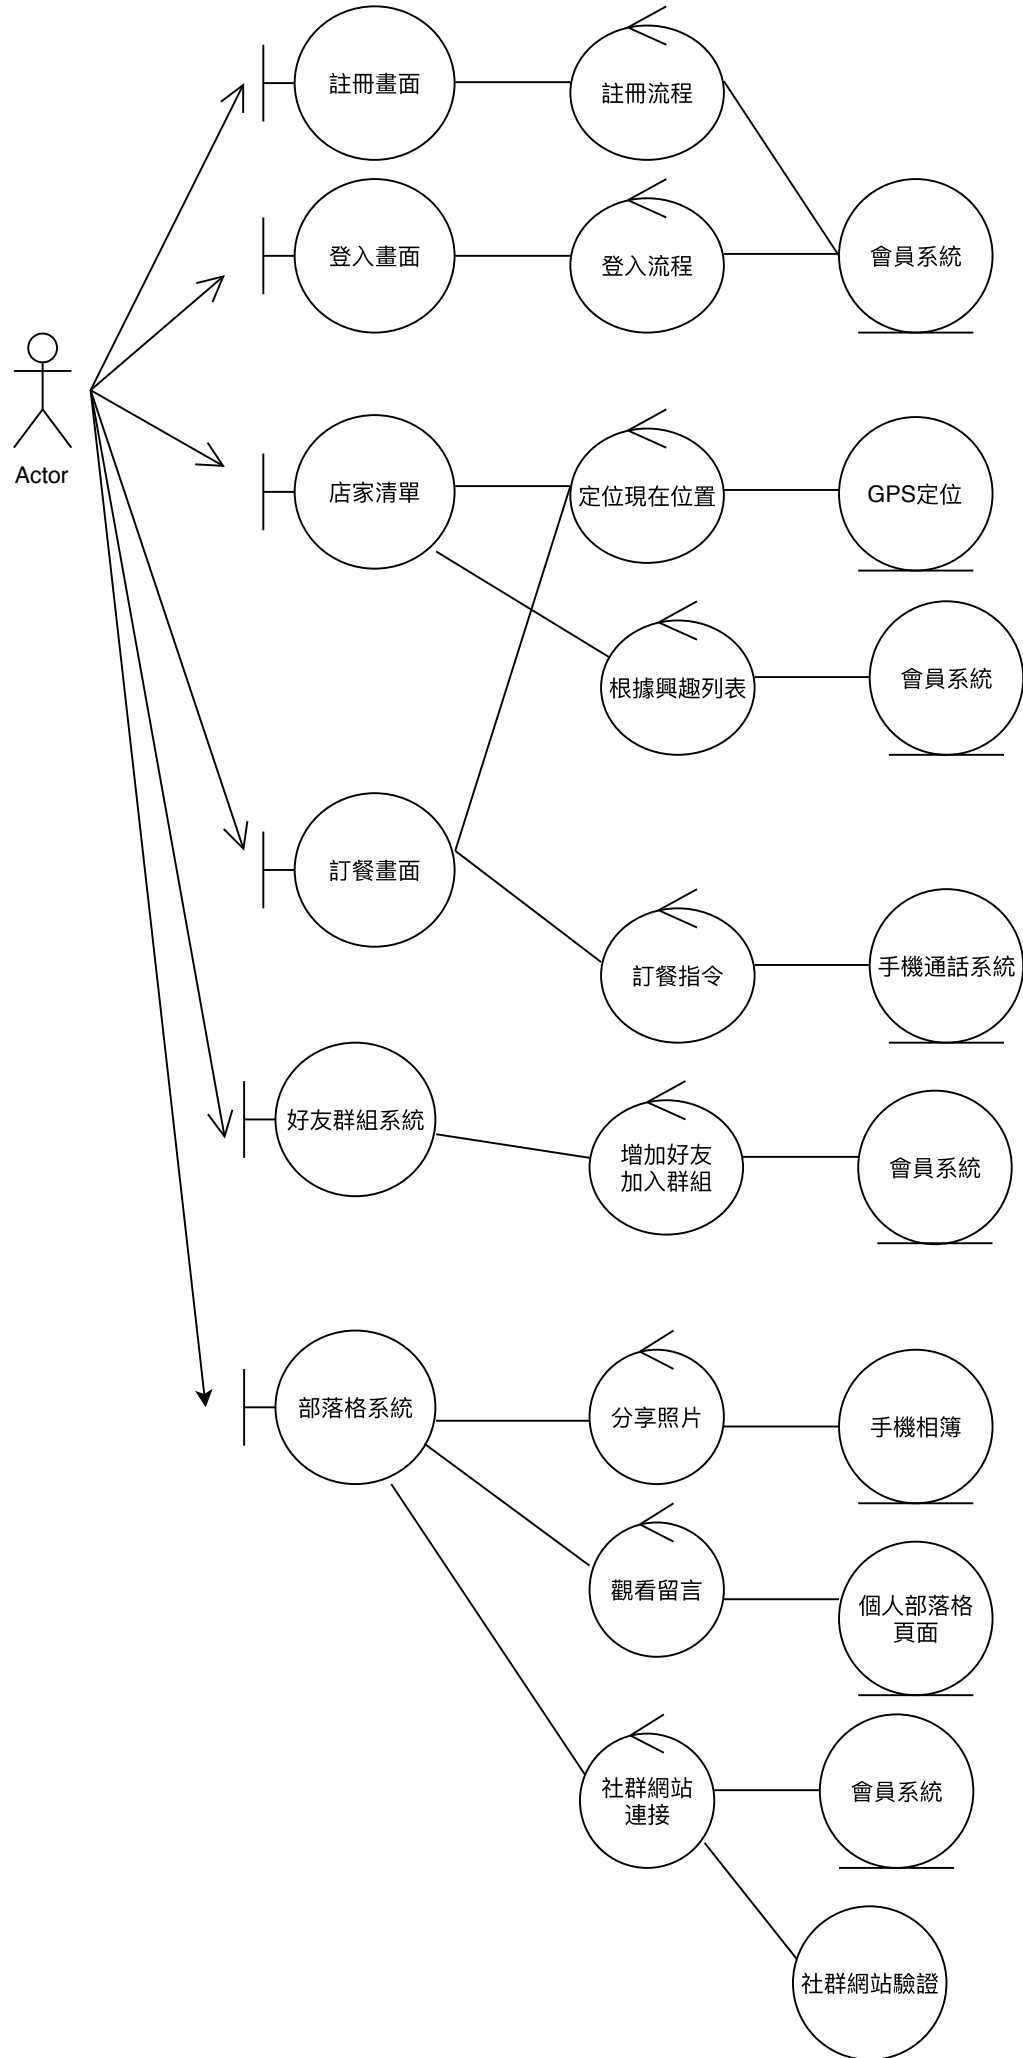 註冊畫面
註冊流程
登入畫面
登入流程
會員系統
Actor
店家清單
定位現在位置
GPS定位
根據興趣列表
會員系統
訂餐畫面
訂餐指令
手機通話系統
好友群組系統
增加好友
加入群組
會員系統
部落格系統
分享照片
手機相簿
觀看留言
個人部落格
頁面
社群網站
連接
會員系統
社群網站驗證